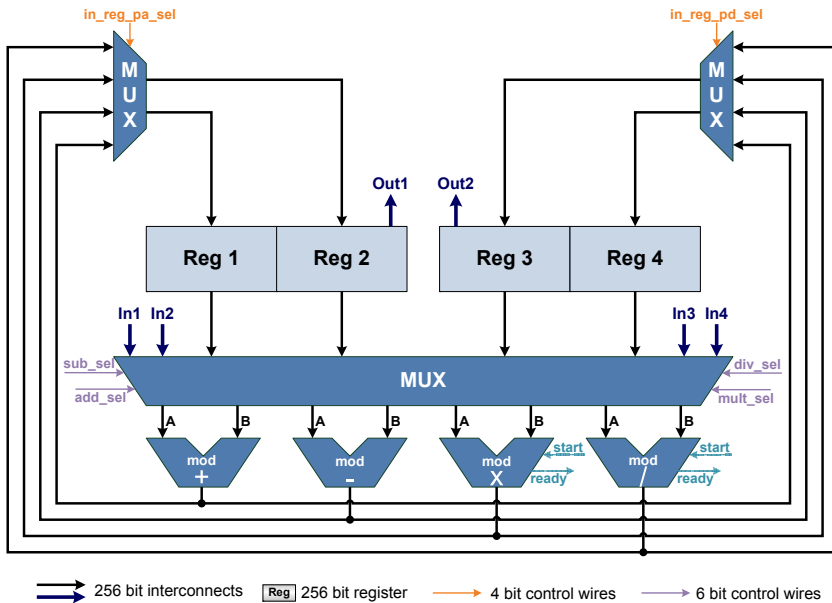 in_reg_pa_sel
in_reg_pd_sel
M
U
X
M
U
X
Out1
Out2
Reg 1
Reg 2
Reg 3
Reg 4
In1
In2
In3
In4
sub_sel
add_sel
MUX
div_sel
mult_sel
A
B
A
B
A
B
A
B
mod
+
mod
-
mod
X
start
ready
mod
/
start
ready
256 bit interconnects
Reg
256 bit register
4 bit control wires
6 bit control wires